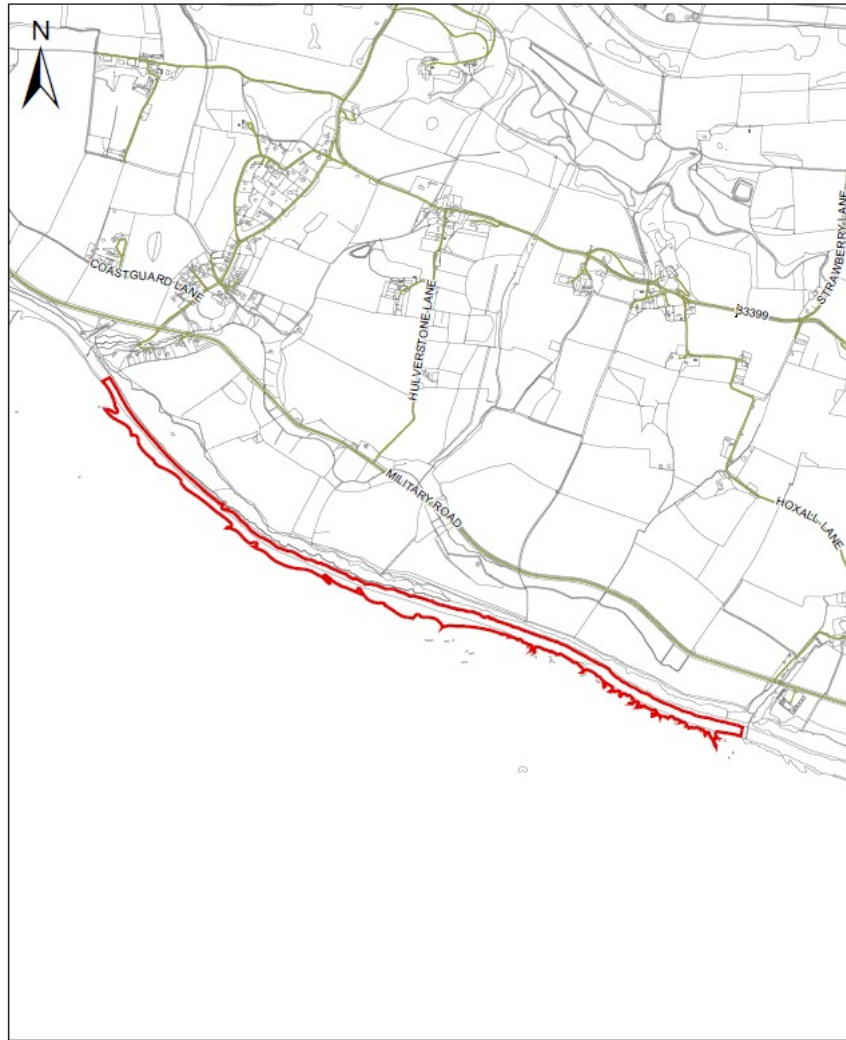 N
COASTGUARD LANE
HULVERSTONE LANE
STRAWBERRY LANE
B3399
MILITARY ROAD
HOXALL LANE